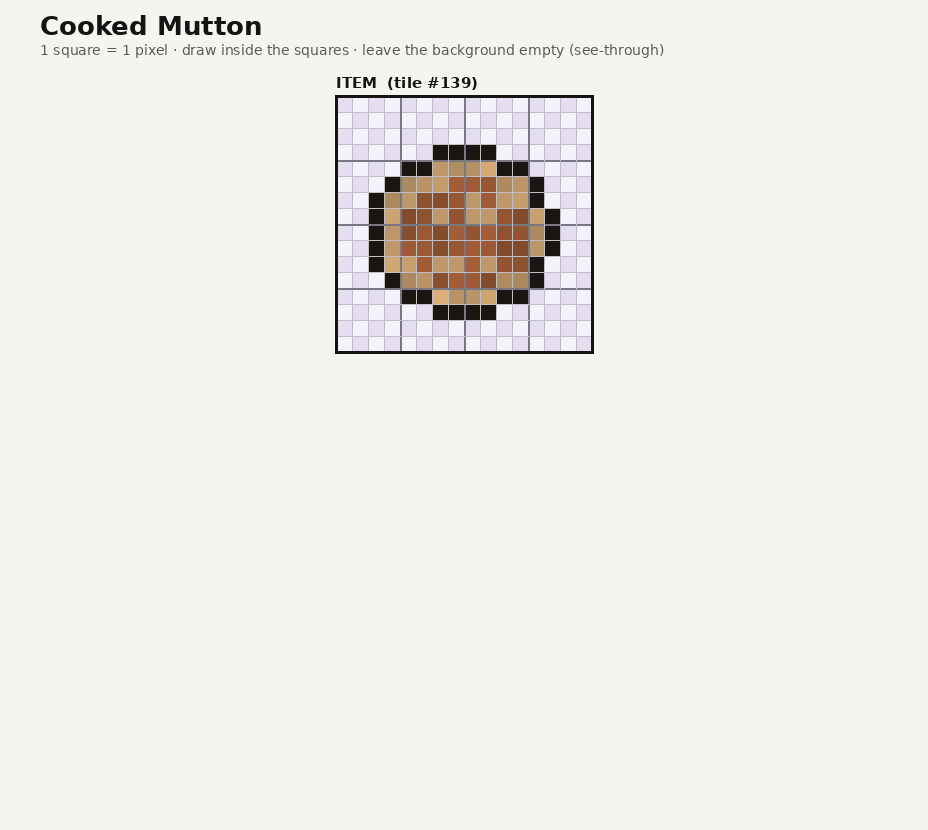 Cooked Mutton
1 square = 1 pixel · draw inside the squares · leave the background empty (see-through)
ITEM (tile #139)